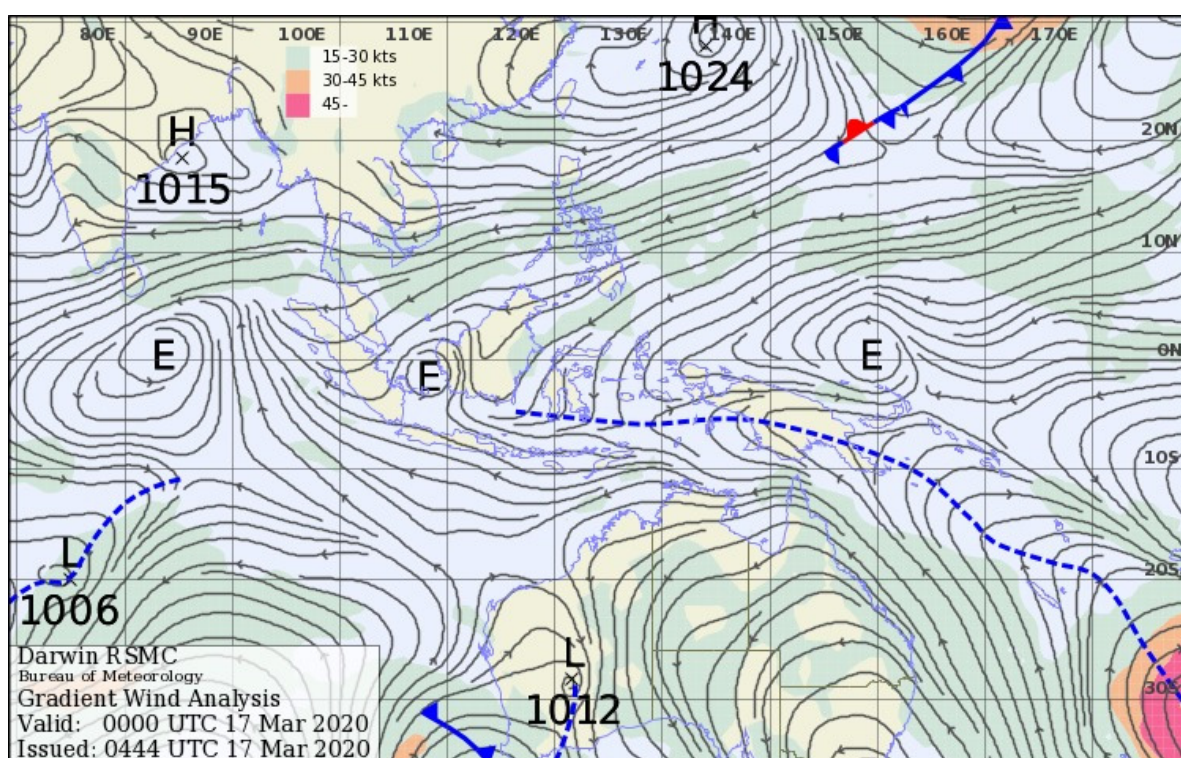 H
80E 90E 100E 110E 120E 130E 140E 150E 160E 170E
15-30 kts
30-45 kts
45-
1024
20N
H
1015
10N
E
E
E
0N
10S
L
1006
20S
L
1012
30S
Darwin RSMC
Bureau of Meteorology
Gradient Wind Analysis
Valid: 0000 UTC 17 Mar 2020
Issued: 0444 UTC 17 Mar 2020